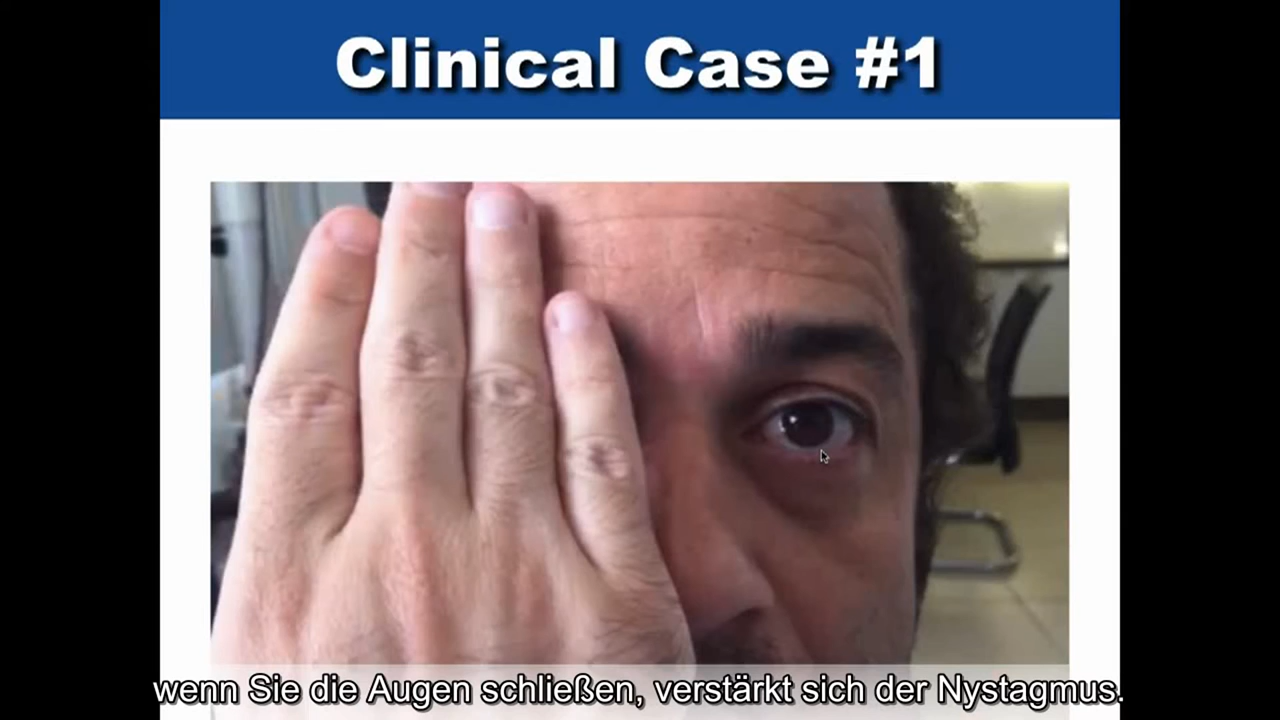 Clinical Case #1
wenn Sie die Augen schließen, verstärkt sich der Nystagmus.